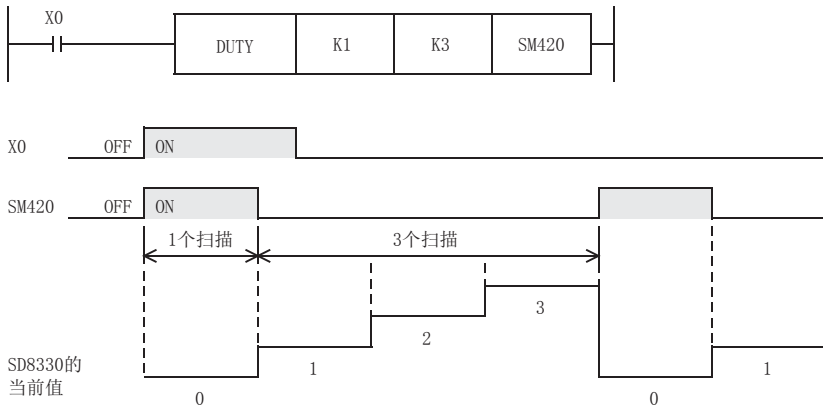 X0
DUTY K1 K3 SM420
X0 OFF ON
SM420 OFF ON
1个扫描 3个扫描
3
2
1 1
SD8330的
当前值
0 0